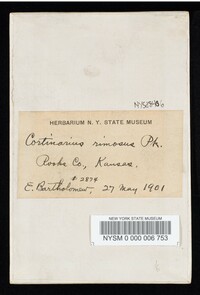 HERBARIUM N. Y. STATE MUSEUM
Cortinarius rimosus Pk.
Rooks Co., Kansas.
# 2874
E. Bartholomew, 27 May 1901
NEW YORK STATE MUSEUM
NYSM 0 000 006 753